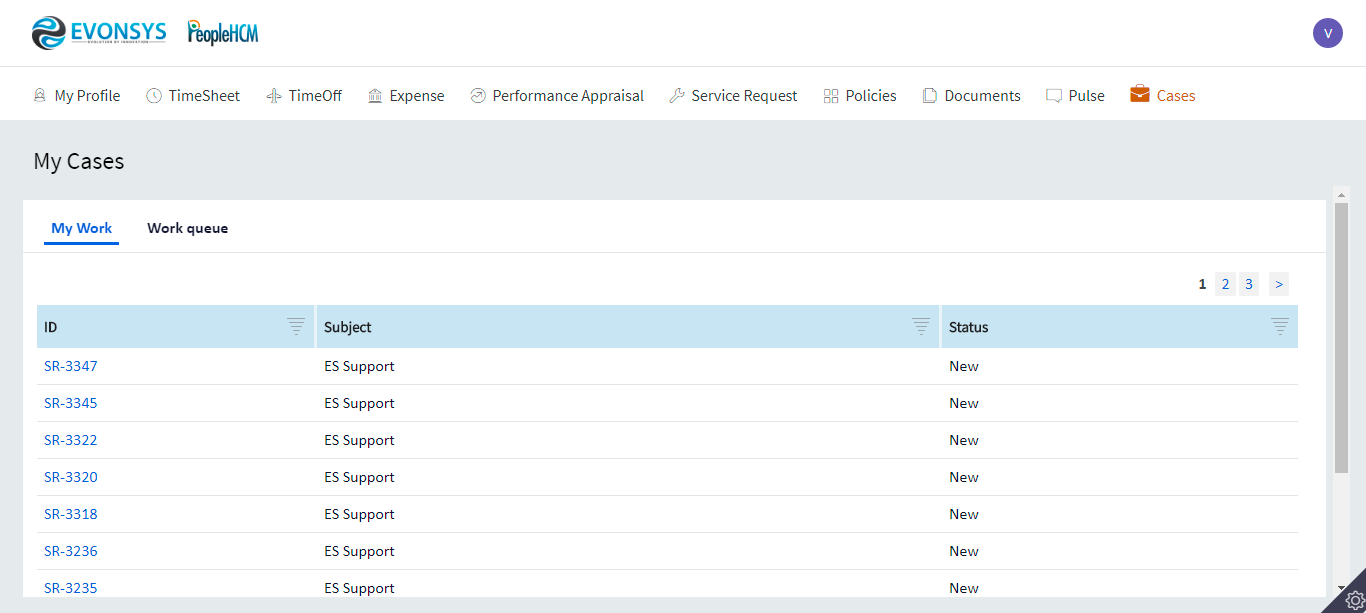 EVONSYS PeopleHCM V
EVOLUTION BY INNOVATION
My Profile TimeSheet TimeOff Expense Performance Appraisal Service Request Policies Documents Pulse Cases
My Cases
My Work Work queue
1 2 3 >
ID Subject Status
SR-3347 ES Support New
SR-3345 ES Support New
SR-3322 ES Support New
SR-3320 ES Support New
SR-3318 ES Support New
SR-3236 ES Support New
SR-3235 ES Support New